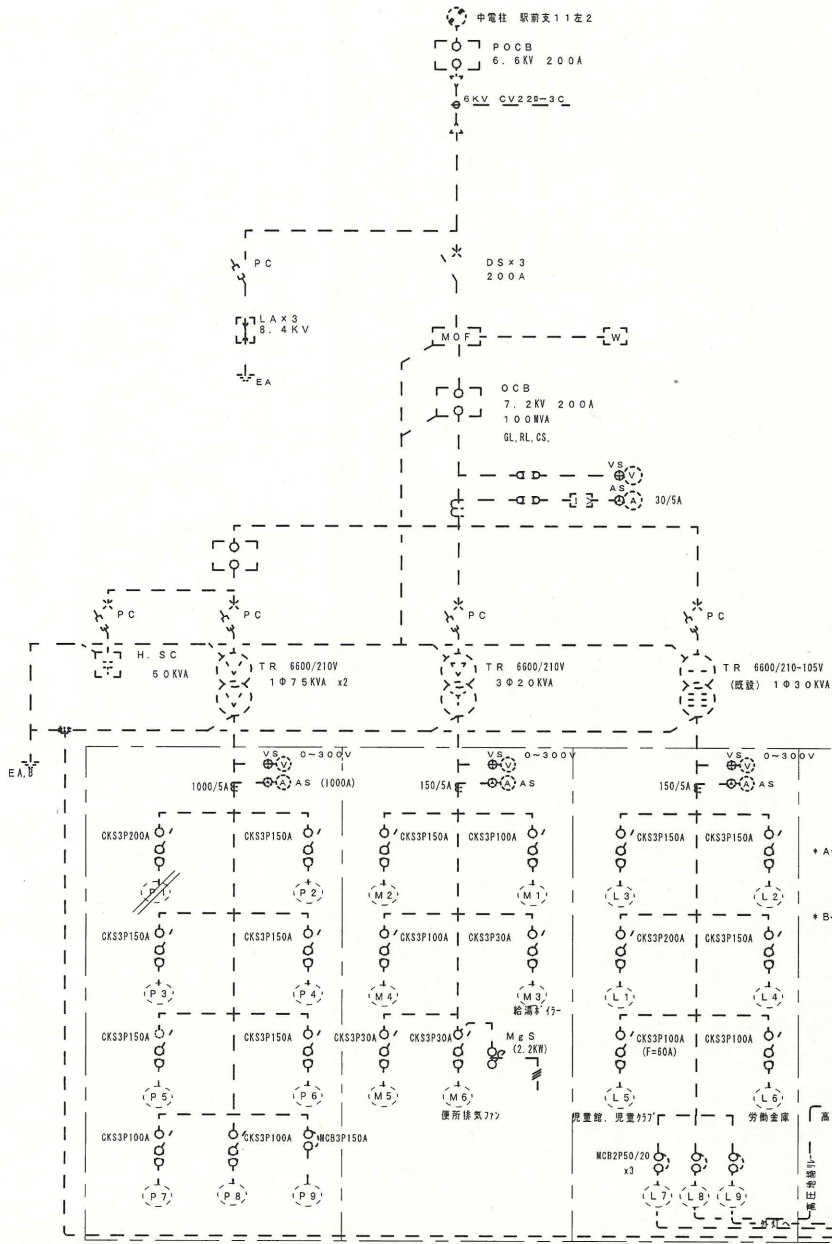 中電柱 駅前支11左2
POCB
6.6KV 200A
6KV CV22□-3C
PC
DS×3
200A
LA×3
8.4KV
EA
MOF
W
OCB
7.2KV 200A
100MVA
GL,RL,CS,
VS
V
AS
A
30/5A
PC
PC
PC
PC
H.SC
50KVA
TR 6600/210V
1Φ75KVA x2
TR 6600/210V
3Φ20KVA
TR 6600/210-105V
(既設) 1Φ30KVA
EA,B
VS 0~300V
V
1000/5A
A AS (1000A)
VS 0~300V
V
150/5A
A AS
VS 0~300V
V
150/5A
A AS
CKS3P200A
CKS3P150A
CKS3P150A
CKS3P100A
CKS3P150A
CKS3P150A
P1
P2
M2
M1
L3
L2
* A
CKS3P150A
CKS3P150A
CKS3P100A
CKS3P30A
CKS3P200A
CKS3P150A
* B
P3
P4
M4
M3
L1
L4
給湯ボイラー
CKS3P150A
CKS3P150A
CKS3P30A
CKS3P30A
MgS
(2.2KW)
CKS3P100A
(F=60A)
CKS3P100A
P5
P6
M5
M6
L5
L6
便所排気ファン
児童館、児童クラブ
労働金庫
CKS3P100A
CKS3P100A
MCB3P150A
MCB2P50/20
x3
P7
P8
P9
L7
L8
L9
外灯へ
高圧地絡リレー
高